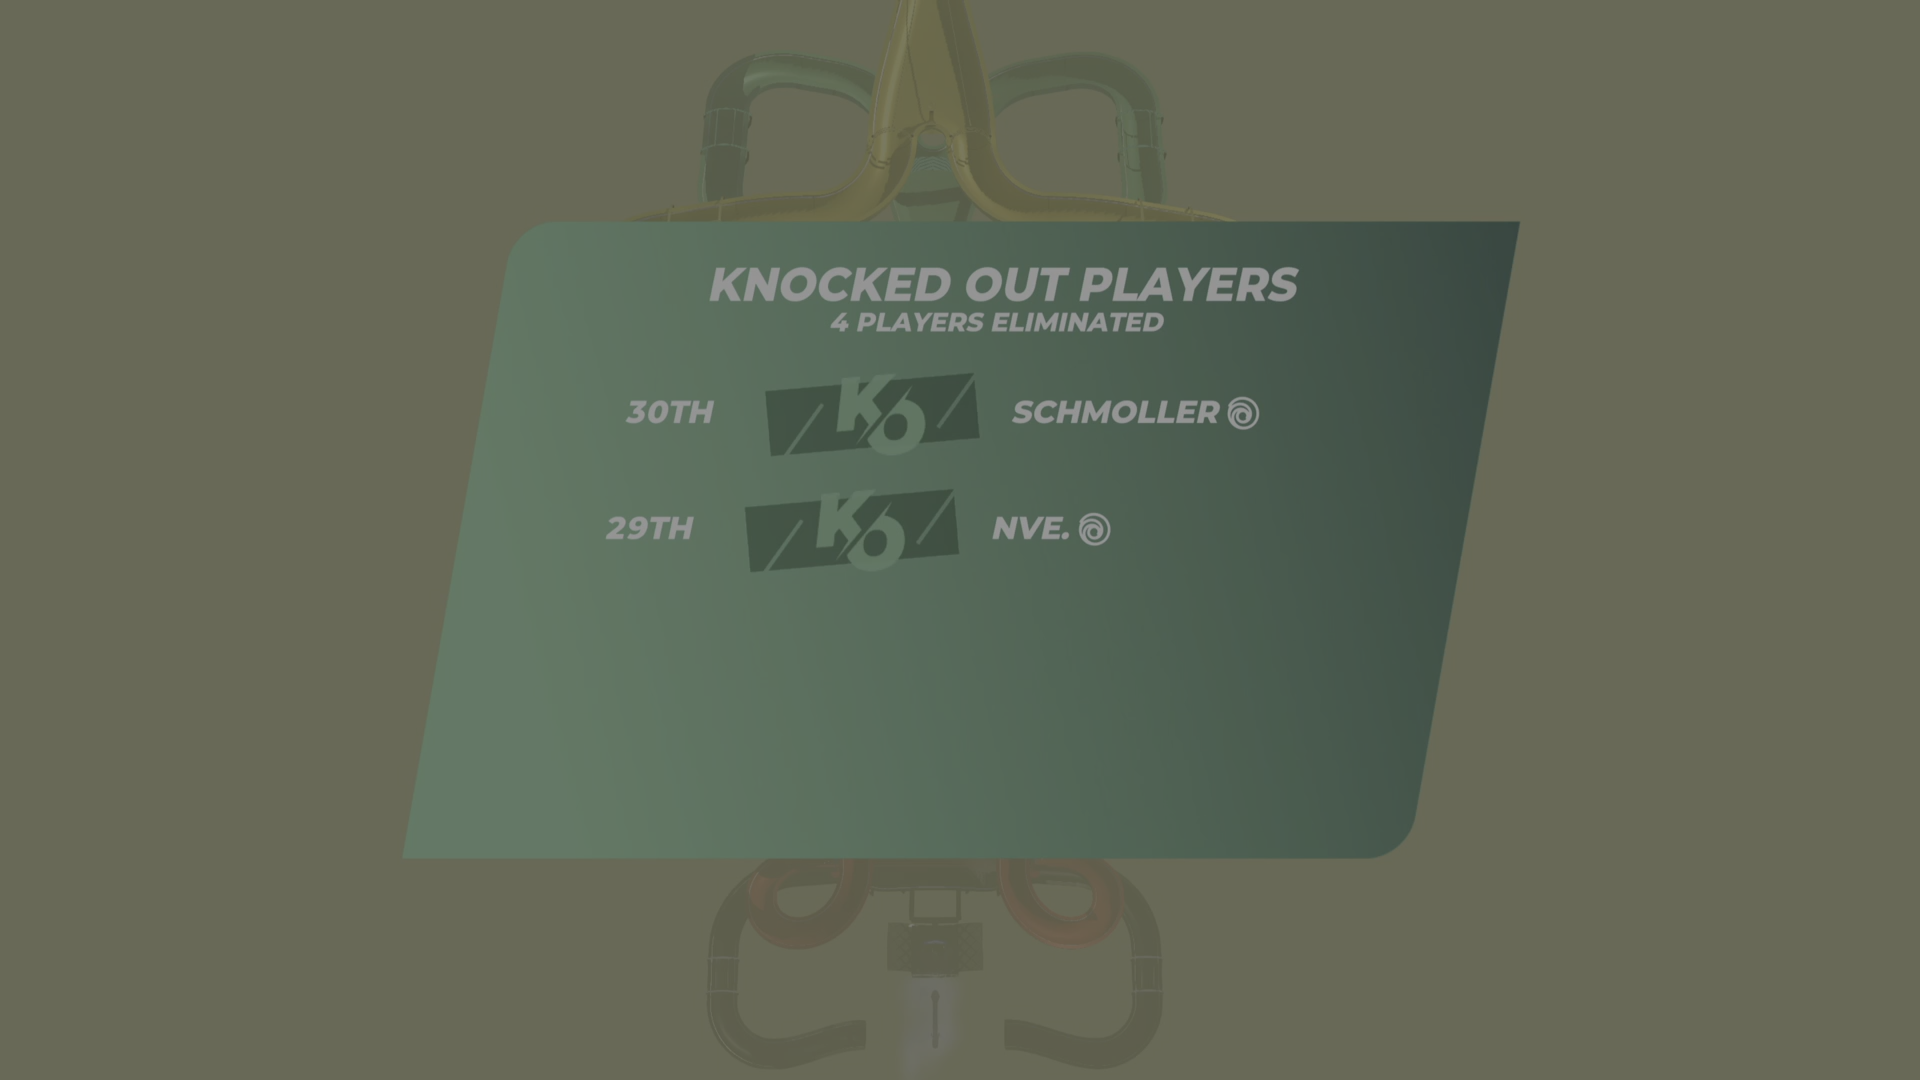 KNOCKED OUT PLAYERS
4 PLAYERS ELIMINATED
30TH KO SCHMOLLER
29TH KO NVE.